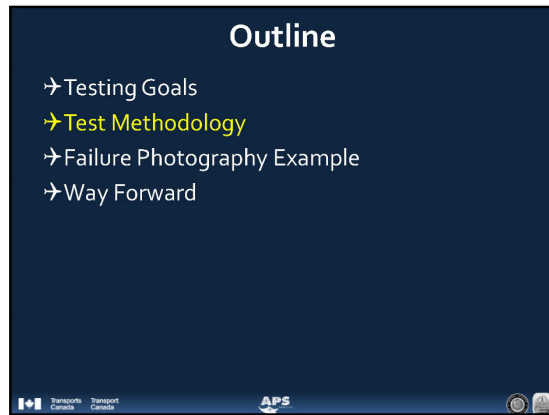 Outline
Testing Goals
Test Methodology
Failure Photography Example
Way Forward
Transports Transport
Canada Canada
APS